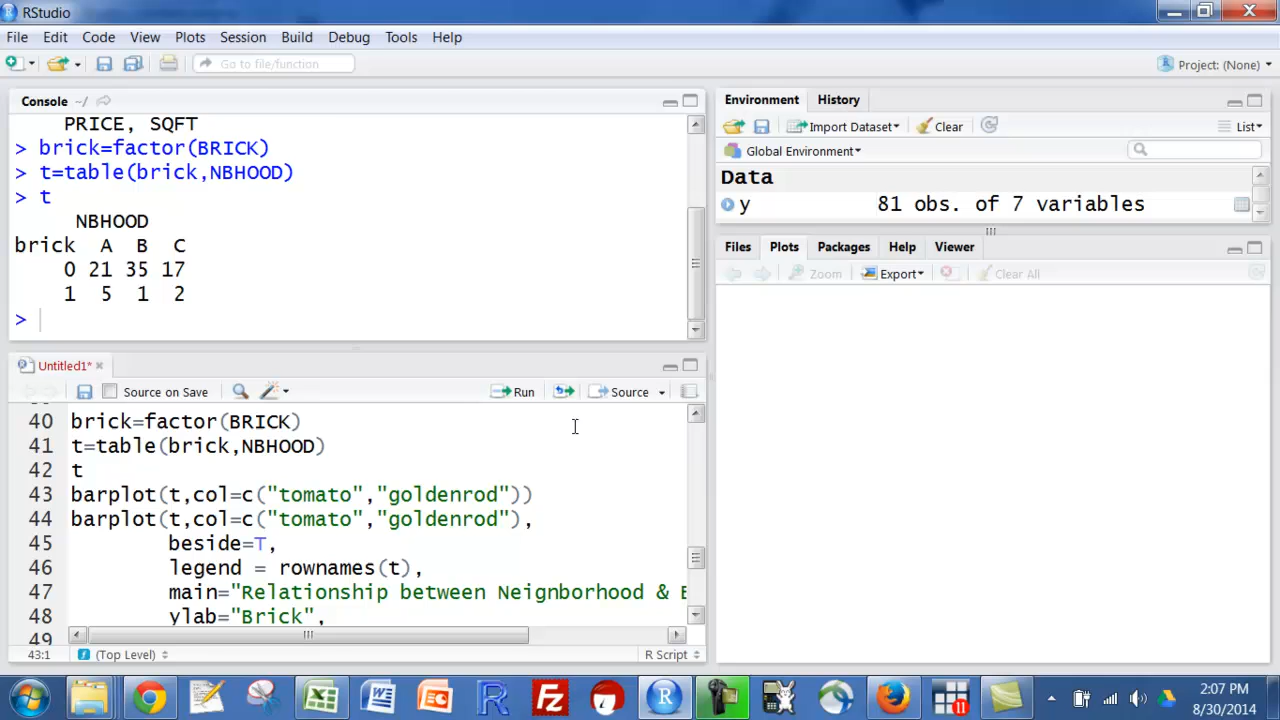 RStudio
File Edit Code View Plots Session Build Debug Tools Help
Go to file/function
Project: (None)
Console ~/
PRICE, SQFT
> brick=factor(BRICK)
> t=table(brick,NBHOOD)
> t
NBHOOD
brick A B C
0 21 35 17
1 5 1 2
>
Untitled1*
Source on Save
Run
Source
40 brick=factor(BRICK)
41 t=table(brick,NBHOOD)
42 t
43 barplot(t,col=c("tomato","goldenrod"))
44 barplot(t,col=c("tomato","goldenrod"),
45 beside=T,
46 legend = rownames(t),
47 main="Relationship between Neignborhood &
48 ylab="Brick",
49
43:1 (Top Level) R Script
Environment History
Import Dataset Clear List
Global Environment
Data
y 81 obs. of 7 variables
Files Plots Packages Help Viewer
Zoom Export Clear All
11
2:07 PM
8/30/2014